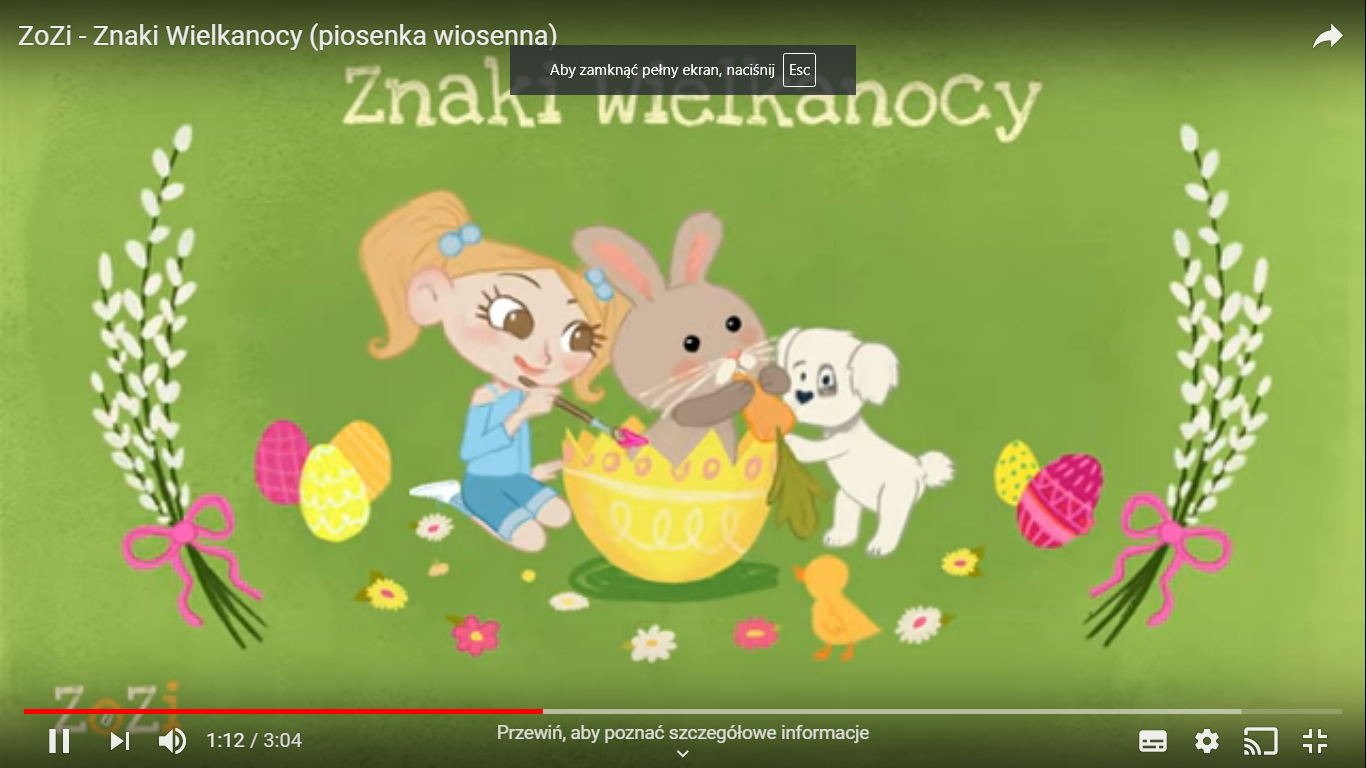 ZoZi - Znaki Wielkanocy (piosenka wiosenna)
Aby zamknąć pełny ekran, naciśnij Esc
Znaki wielkanocy
ZoZi
1:12 / 3:04
Przewiń, aby poznać szczegółowe informacje